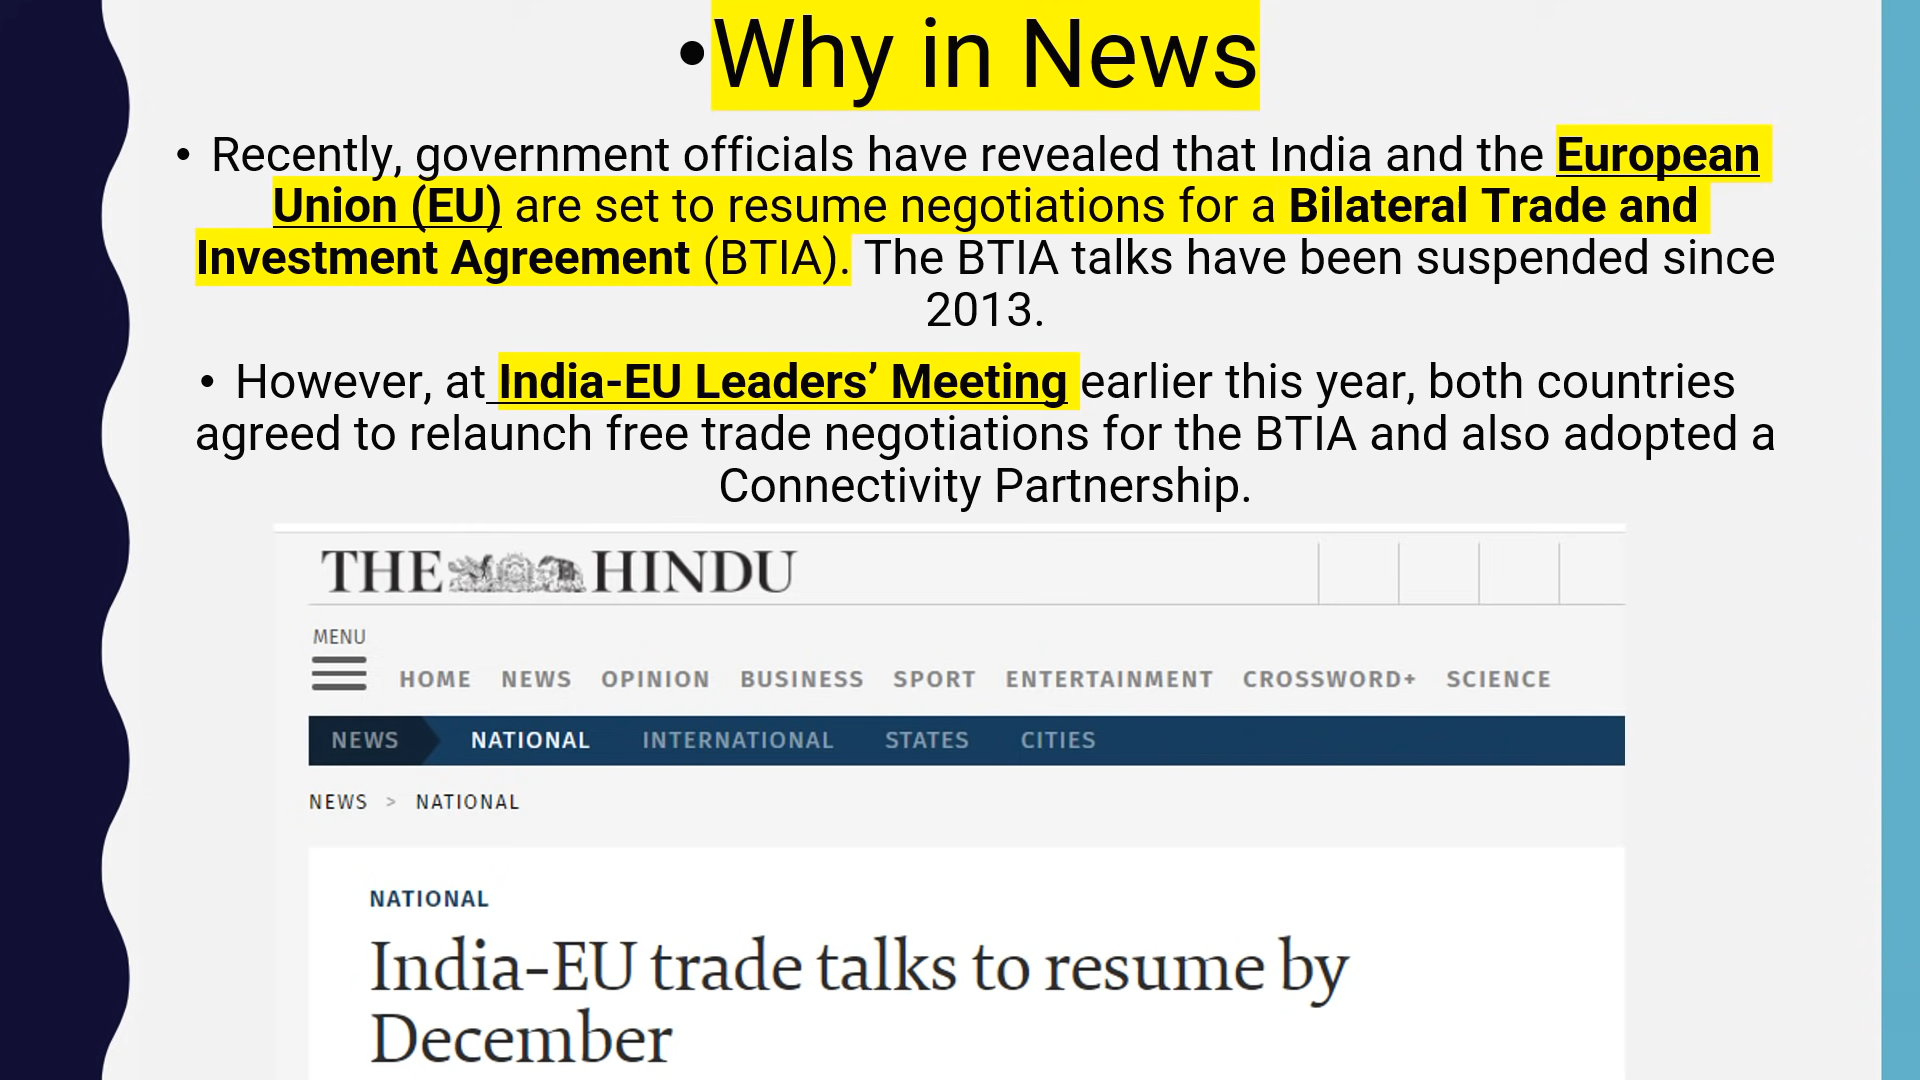 •Why in News
• Recently, government officials have revealed that India and the European
Union (EU) are set to resume negotiations for a Bilateral Trade and
Investment Agreement (BTIA). The BTIA talks have been suspended since
2013.
• However, at India-EU Leaders’ Meeting earlier this year, both countries
agreed to relaunch free trade negotiations for the BTIA and also adopted a
Connectivity Partnership.
THE HINDU
MENU
HOME NEWS OPINION BUSINESS SPORT ENTERTAINMENT CROSSWORD+ SCIENCE
NEWS NATIONAL INTERNATIONAL STATES CITIES
NEWS > NATIONAL
NATIONAL
India-EU trade talks to resume by
December